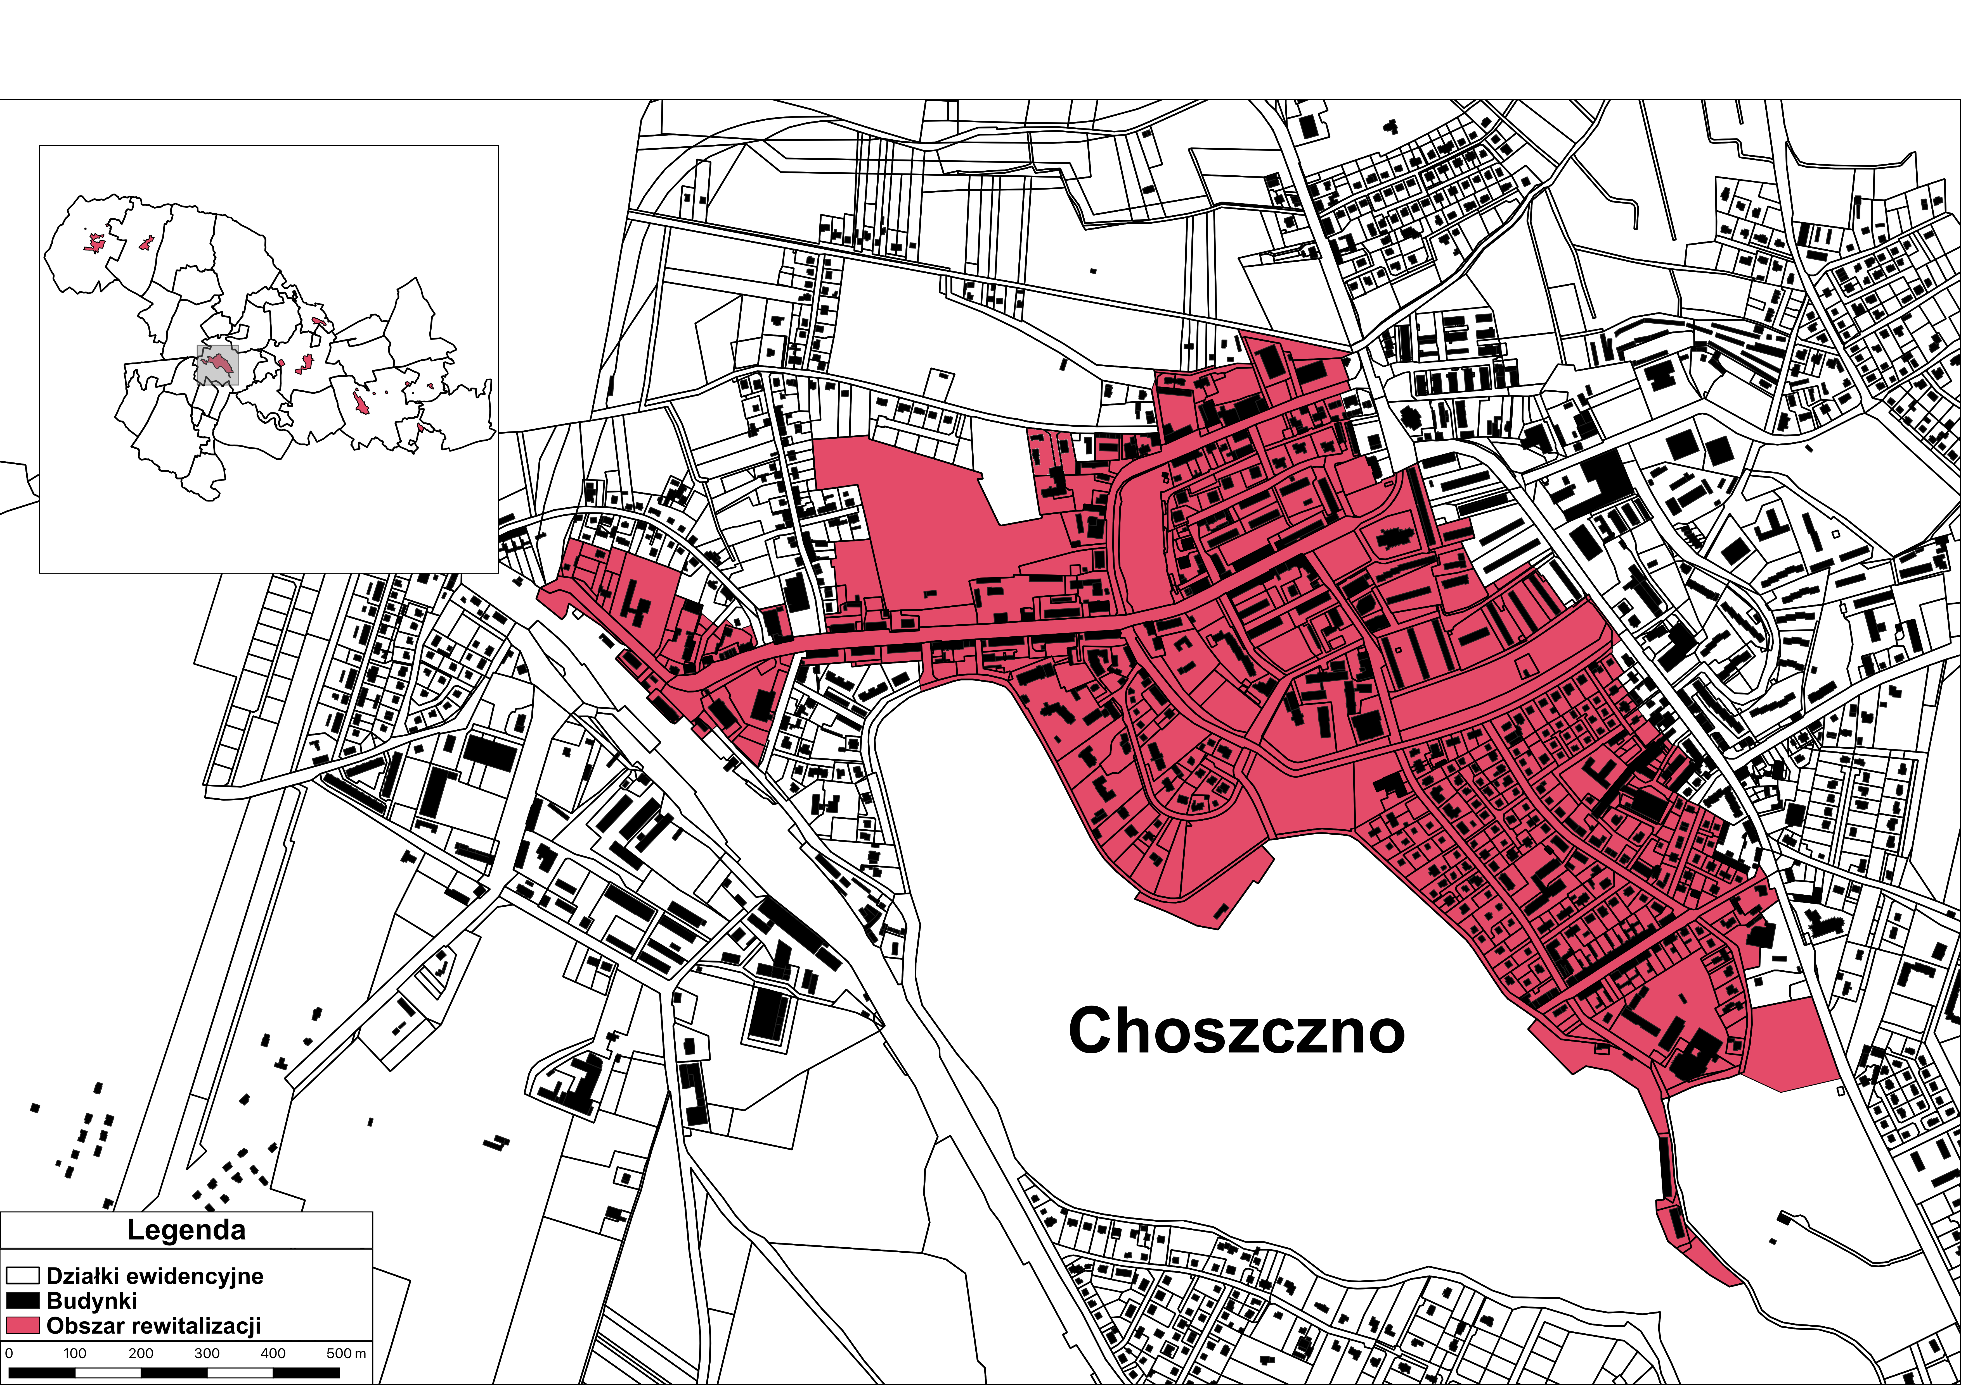 Choszczno
Legenda
Działki ewidencyjne
Budynki
Obszar rewitalizacji
0 100 200 300 400 500 m